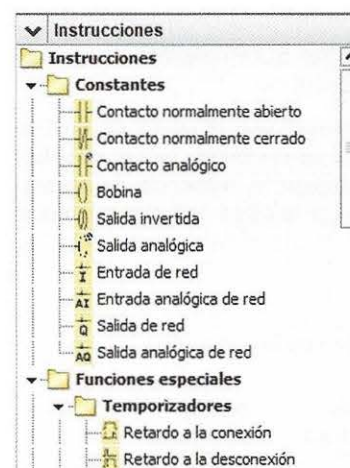 Instrucciones
Instrucciones
Constantes
Contacto normalmente abierto
Contacto normalmente cerrado
Contacto analógico
Bobina
Salida invertida
Salida analógica
I Entrada de red
AI Entrada analógica de red
Q Salida de red
AQ Salida analógica de red
Funciones especiales
Temporizadores
Retardo a la conexión
Retardo a la desconexión